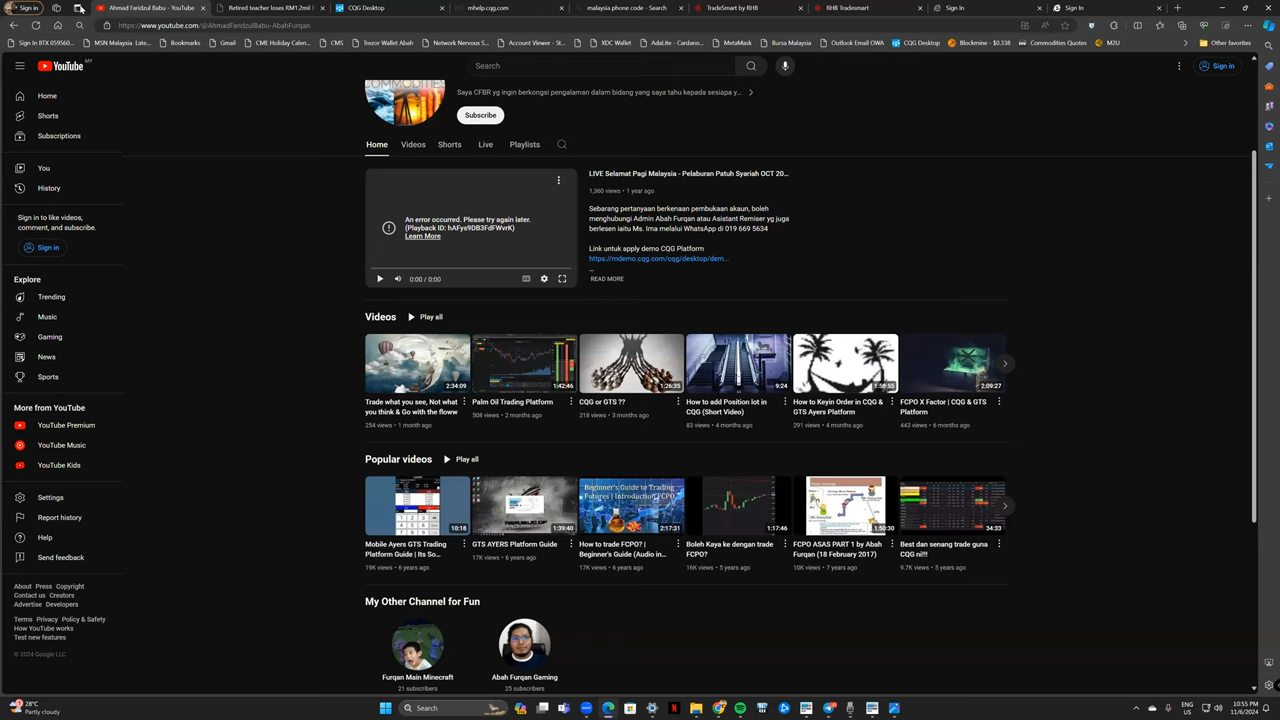 Sign in
Ahmad Faridzul Babu - YouTube
Retired teacher loses RM1.2mil
CQG Desktop
mhelp.cqg.com
malaysia phone code - Search
TradeSmart by RHB
RHB Tradesmart
Sign In
Sign In
https://www.youtube.com/@AhmadFaridzulBabu-AbahFurqan
Sign in BTX 059560...
MSN Malaysia Late...
Bookmarks
Gmail
CME Holiday Calen...
CMS
Trezor Wallet Abah
Network Nervous S...
Account Viewer - St...
XDC Wallet
AdaLite - Cardano...
MetaMask
Bursa Malaysia
Outlook Email OWA
CQG Desktop
Blockmine - $0.338
Commodities Quotes
M2U
Other favorites
YouTube MY
Search
Sign in
COMMODITIES
Saya CFBR yg ingin berkongsi pengalaman dalam bidang yang saya tahu kepada sesiapa y...
Subscribe
Home Videos Shorts Live Playlists
Home
Shorts
Subscriptions
You
History
Sign in to like videos,
comment, and subscribe.
Sign in
Explore
Trending
Music
Gaming
News
Sports
More from YouTube
YouTube Premium
YouTube Music
YouTube Kids
Settings
Report history
Help
Send feedback
About Press Copyright
Contact us Creators
Advertise Developers
Terms Privacy Policy & Safety
How YouTube works
Test new features
© 2024 Google LLC
An error occurred. Please try again later.
(Playback ID: hAFys9DB3FdFWvrK)
Learn More
0:00 / 0:00
LIVE Selamat Pagi Malaysia - Pelaburan Patuh Syariah OCT 20...
1,360 views • 1 year ago
Sebarang pertanyaan berkenaan pembukaan akaun, boleh
menghubungi Admin Abah Furqan atau Asistant Remiser yg juga
berlesen iaitu Ms. Ima melalui WhatsApp di 019 669 5634
Link untuk apply demo CQG Platform
https://mdemo.cqg.com/cqg/desktop/dem...
...
READ MORE
Videos
Play all
2:34:09
1:42:46
1:26:35
9:24
1:58:55
2:09:27
Trade what you see, Not what
you think & Go with the floww
254 views • 1 month ago
Palm Oil Trading Platform
508 views • 2 months ago
CQG or GTS ??
218 views • 3 months ago
How to add Position lot in
CQG (Short Video)
83 views • 4 months ago
How to Keyin Order in CQG &
GTS Ayers Platform
291 views • 4 months ago
FCPO X Factor | CQG & GTS
Platform
443 views • 6 months ago
Popular videos
Play all
10:18
1:39:40
Beginner's Guide to Trading
Futures | Introduction FCPO
2:17:31
1:17:46
1:50:30
34:33
Mobile Ayers GTS Trading
Platform Guide | Its So...
19K views • 6 years ago
GTS AYERS Platform Guide
17K views • 6 years ago
How to trade FCPO? |
Beginner's Guide (Audio in...
17K views • 6 years ago
Boleh Kaya ke dengan trade
FCPO?
16K views • 5 years ago
FCPO ASAS PART 1 by Abah
Furqan (18 February 2017)
10K views • 7 years ago
Best dan senang trade guna
CQG ni!!!
9.7K views • 5 years ago
My Other Channel for Fun
Furqan Main Minecraft
21 subscribers
Abah Furqan Gaming
25 subscribers
28°C
Partly cloudy
Search
ENG
US
10:55 PM
11/6/2024